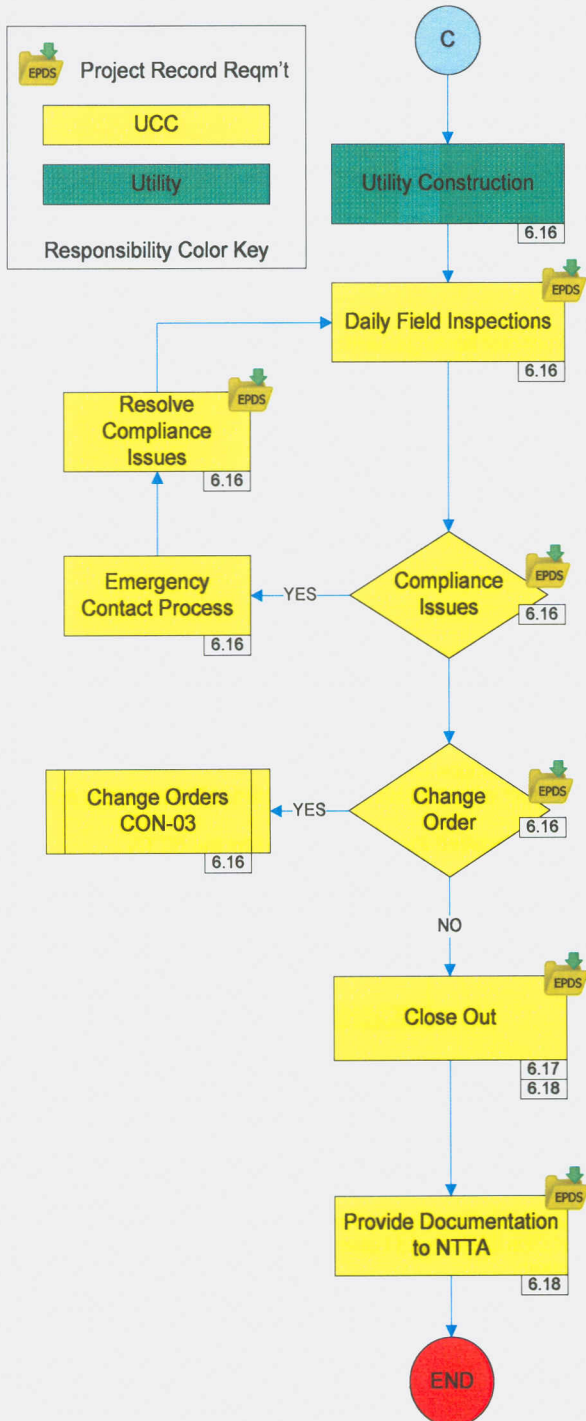 EPDS
Project Record Reqm't
UCC
Utility
Responsibility Color Key
C
Utility Construction
6.16
EPDS
Daily Field Inspections
6.16
EPDS
Resolve
Compliance
Issues
6.16
Emergency
Contact Process
6.16
YES
EPDS
Compliance
Issues
6.16
Change Orders
CON-03
6.16
YES
EPDS
Change
Order
6.16
NO
EPDS
Close Out
6.17
6.18
EPDS
Provide Documentation
to NTTA
6.18
END